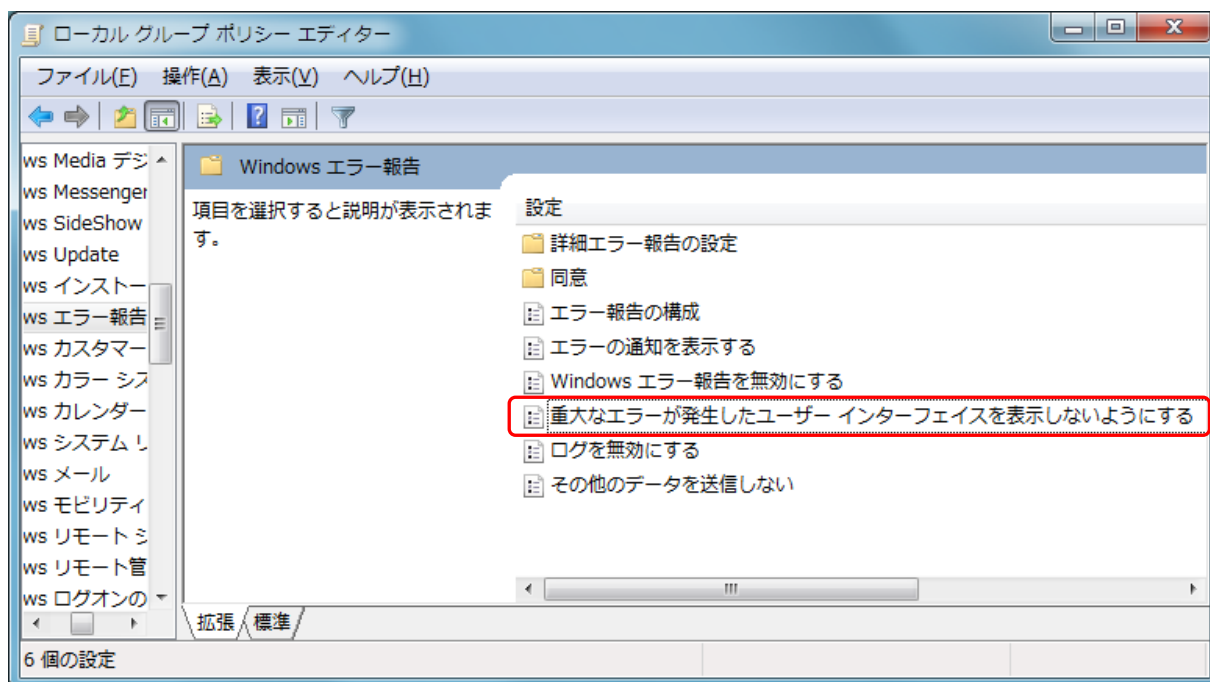 ローカル グループ ポリシー エディター
ファイル(F) 操作(A) 表示(V) ヘルプ(H)
ws Media デジ
ws Messenger
ws SideShow
ws Update
ws インストー
ws エラー報告
ws カスタマー
ws カラー シス
ws カレンダー
ws システム リ
ws メール
ws モビリティ
ws リモート シ
ws リモート管
ws ログオンの
Windows エラー報告
項目を選択すると説明が表示されま
す。
設定
詳細エラー報告の設定
同意
エラー報告の構成
エラーの通知を表示する
Windows エラー報告を無効にする
重大なエラーが発生したユーザー インターフェイスを表示しないようにする
ログを無効にする
その他のデータを送信しない
拡張 標準
6 個の設定